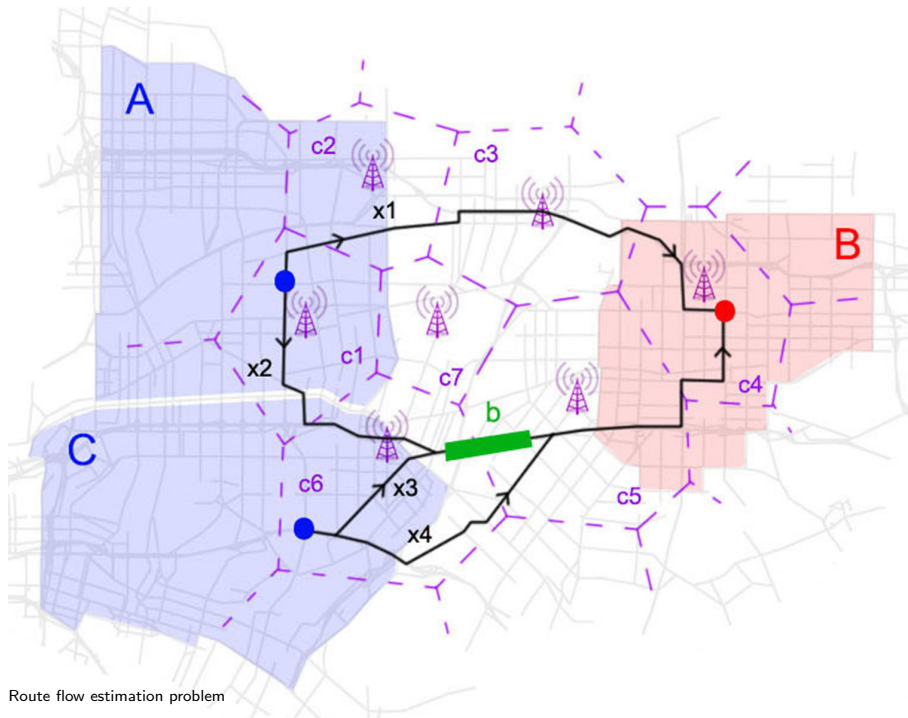 A
c2
c3
x1
B
c1
x2
c7
c4
b
C
c6
x3
c5
x4
Route flow estimation problem